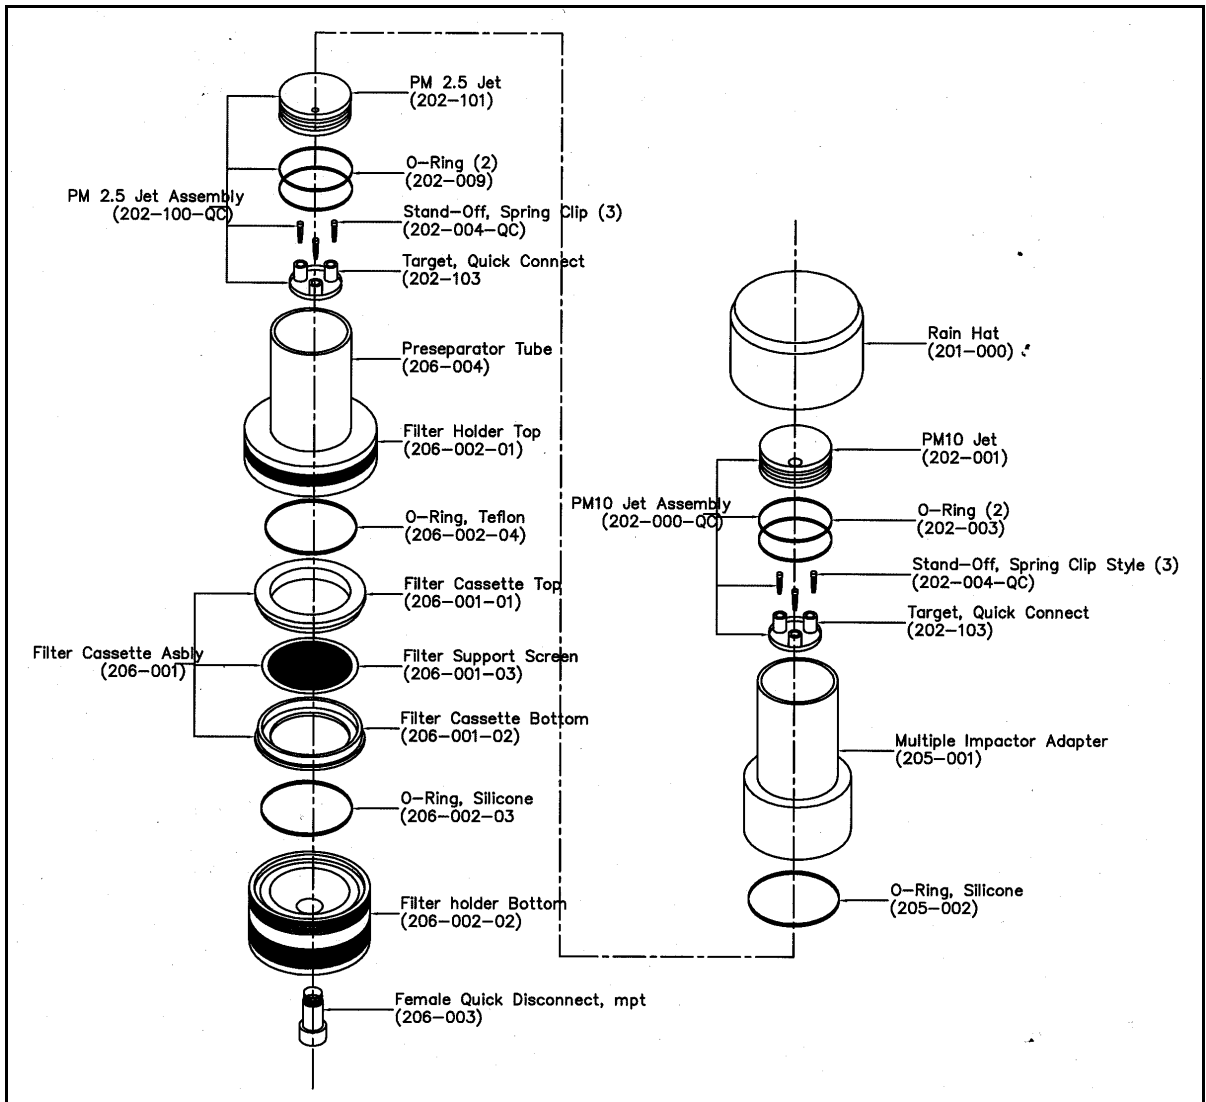 PM 2.5 Jet
(202-101)
O-Ring (2)
(202-009)
PM 2.5 Jet Assembly
(202-100-QC)
Stand-Off, Spring Clip (3)
(202-004-QC)
Target, Quick Connect
(202-103
Preseparator Tube
(206-004)
Filter Holder Top
(206-002-01)
O-Ring, Teflon
(206-002-04)
Filter Cassette Top
(206-001-01)
Filter Cassette Asbly
(206-001)
Filter Support Screen
(206-001-03)
Filter Cassette Bottom
(206-001-02)
O-Ring, Silicone
(206-002-03
Filter holder Bottom
(206-002-02)
Female Quick Disconnect, mpt
(206-003)
Rain Hat
(201-000)
PM10 Jet
(202-001)
PM10 Jet Assembly
(202-000-QC)
O-Ring (2)
(202-003)
Stand-Off, Spring Clip Style (3)
(202-004-QC)
Target, Quick Connect
(202-103)
Multiple Impactor Adapter
(205-001)
O-Ring, Silicone
(205-002)